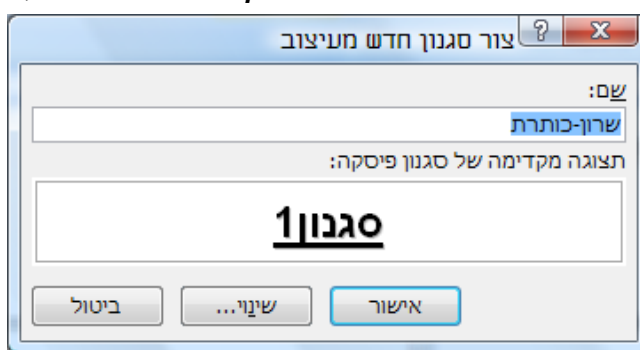 צור סגנון חדש מעיצוב
שם:
שרון-כותרת
תצוגה מקדימה של סגנון פיסקה:
סגנון1
אישור שינוי... ביטול